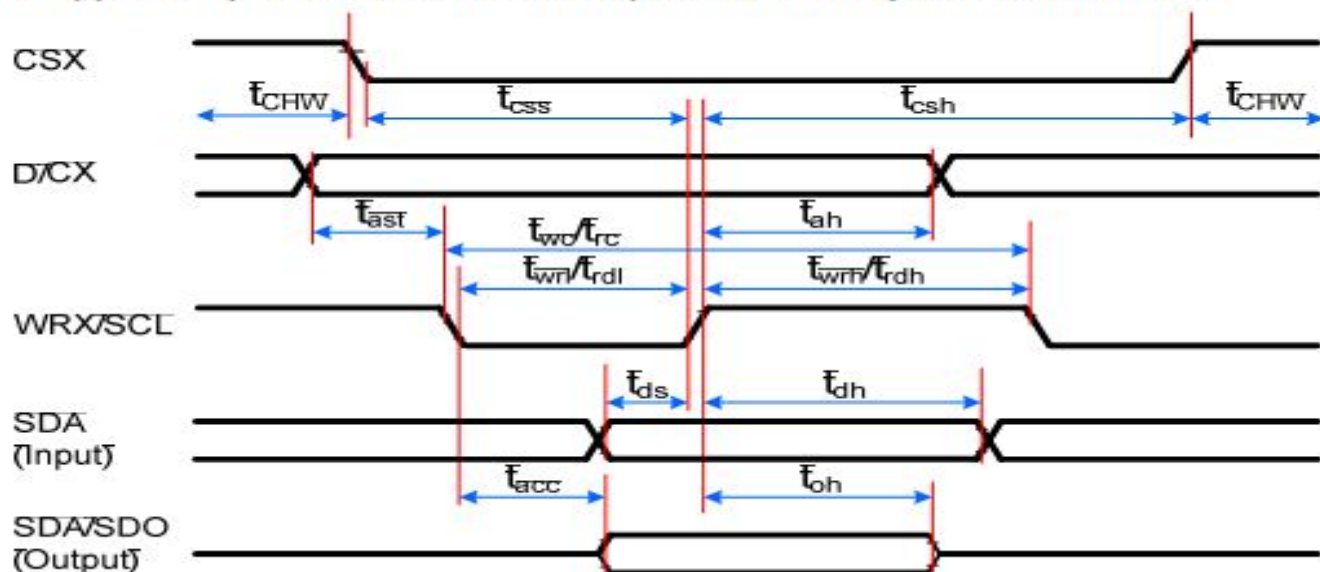 CSX
tCHW
tcss
tcsh
tCHW
D/CX
tast
tah
twc/trc
twrl/trdl
twrh/trdh
WRX/SCL
tds
tdh
SDA
(Input)
tacc
toh
SDA/SDO
(Output)